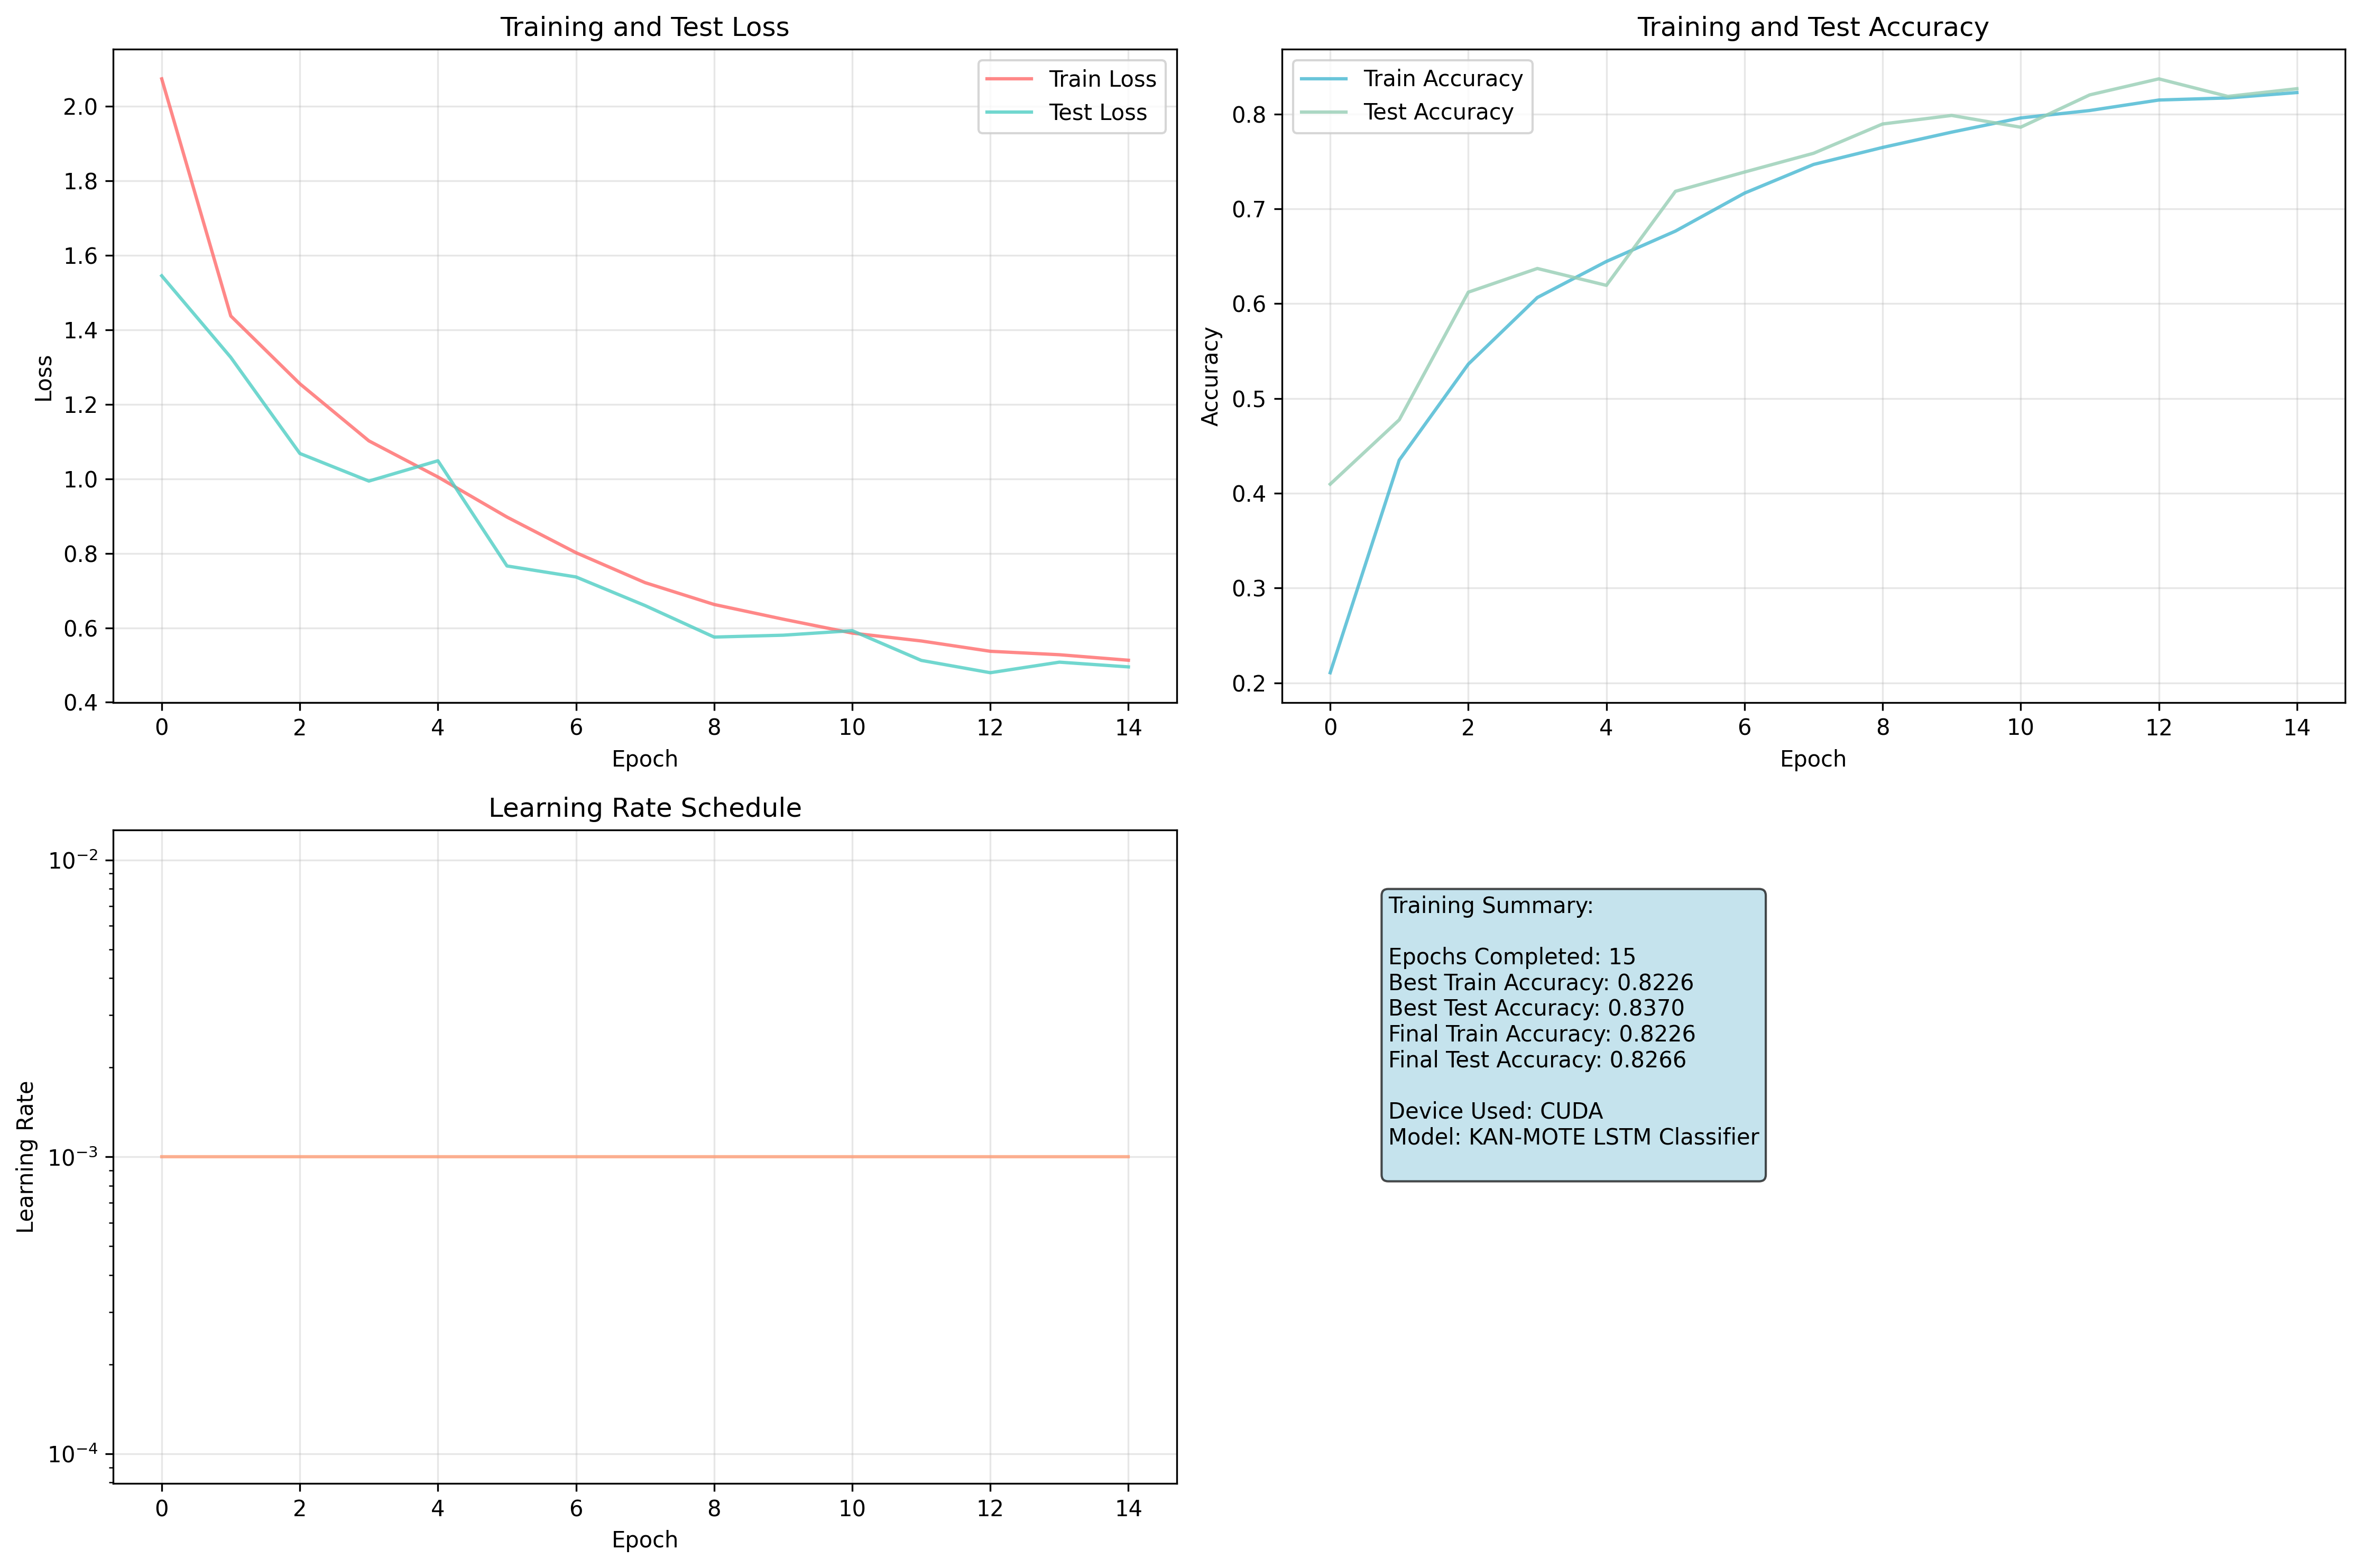 Training and Test Loss
Train Loss
Test Loss
2.0
1.8
1.6
1.4
1.2
1.0
0.8
0.6
0.4
Loss
0 2 4 6 8 10 12 14
Epoch
Training and Test Accuracy
Train Accuracy
Test Accuracy
0.8
0.7
0.6
0.5
0.4
0.3
0.2
Accuracy
0 2 4 6 8 10 12 14
Epoch
Learning Rate Schedule
10⁻²
10⁻³
10⁻⁴
Learning Rate
0 2 4 6 8 10 12 14
Epoch
Training Summary:
Epochs Completed: 15
Best Train Accuracy: 0.8226
Best Test Accuracy: 0.8370
Final Train Accuracy: 0.8226
Final Test Accuracy: 0.8266
Device Used: CUDA
Model: KAN-MOTE LSTM Classifier